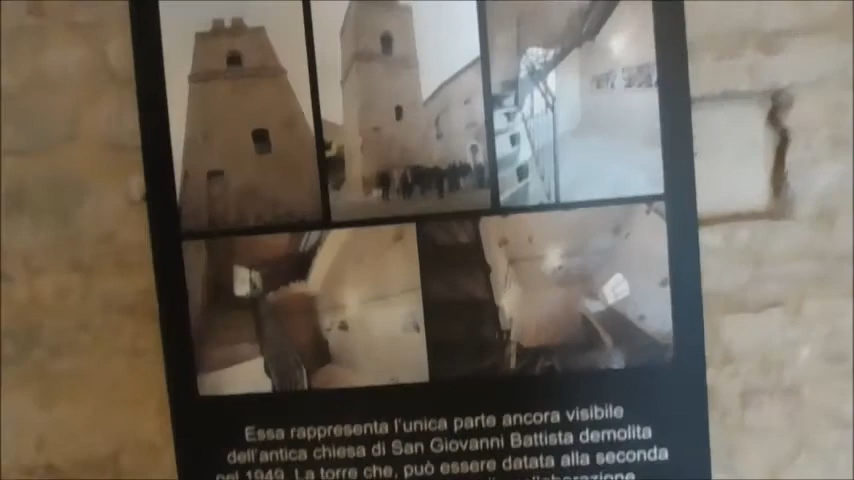 Essa rappresenta l'unica parte ancora visibile
dell'antica chiesa di San Giovanni Battista demolita
nel 1949. La torre che, può essere datata alla seconda
collaborazione